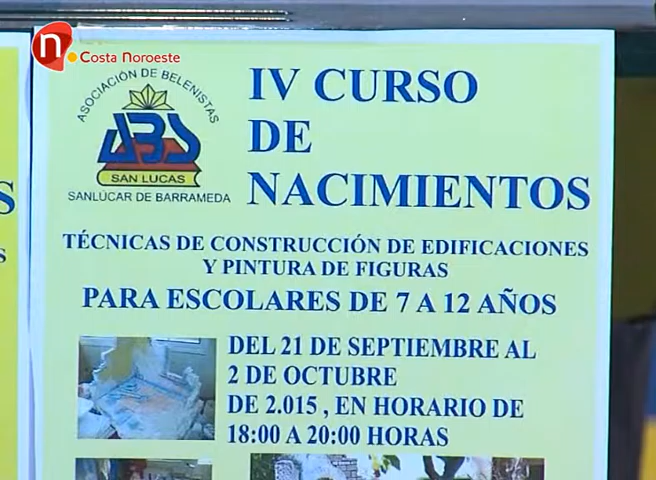 n Costa Noroeste
ASOCIACIÓN DE BELENISTAS
ABS
SAN LUCAS
SANLÚCAR DE BARRAMEDA
IV CURSO
DE
NACIMIENTOS
TÉCNICAS DE CONSTRUCCIÓN DE EDIFICACIONES
Y PINTURA DE FIGURAS
PARA ESCOLARES DE 7 A 12 AÑOS
DEL 21 DE SEPTIEMBRE AL
2 DE OCTUBRE
DE 2.015 , EN HORARIO DE
18:00 A 20:00 HORAS